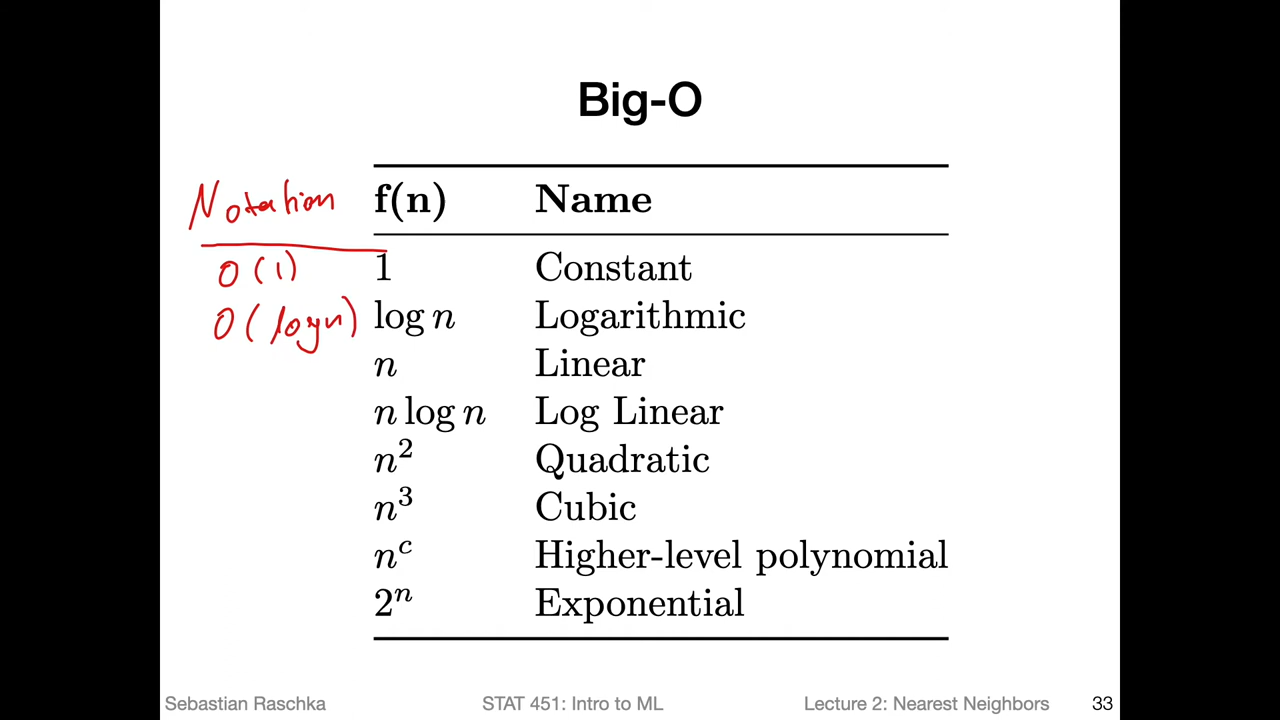 Big-O
Notation f(n) Name
O(1) 1 Constant
O(logn) log n Logarithmic
n Linear
n log n Log Linear
n² Quadratic
n³ Cubic
nᶜ Higher-level polynomial
2ⁿ Exponential
Sebastian Raschka STAT 451: Intro to ML Lecture 2: Nearest Neighbors 33